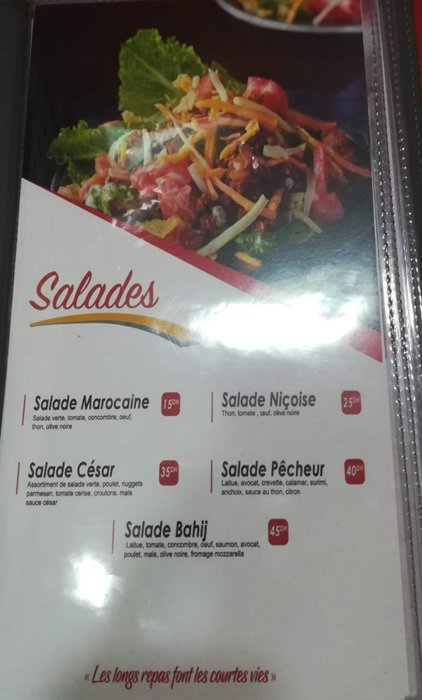 Salades
Salade Marocaine 15DH
Salade verte, tomate, concombre, oeuf,
thon, olive noire
Salade Niçoise 25DH
Thon, tomate , œuf, olive noire
Salade César 35DH
Assortiment de salade verte, poulet, nuggets
parmesan, tomate cerise, croutons, mais
sauce césar
Salade Pêcheur 40DH
Laitue, avocat, crevette, calamar, surimi,
anchoix, sauce au thon, citron
Salade Bahij 45DH
Laitue, tomate, concombre, oeuf, saumon, avocat,
poulet, mais, olive noire, fromage mozzarella
« Les longs repas font les courtes vies »